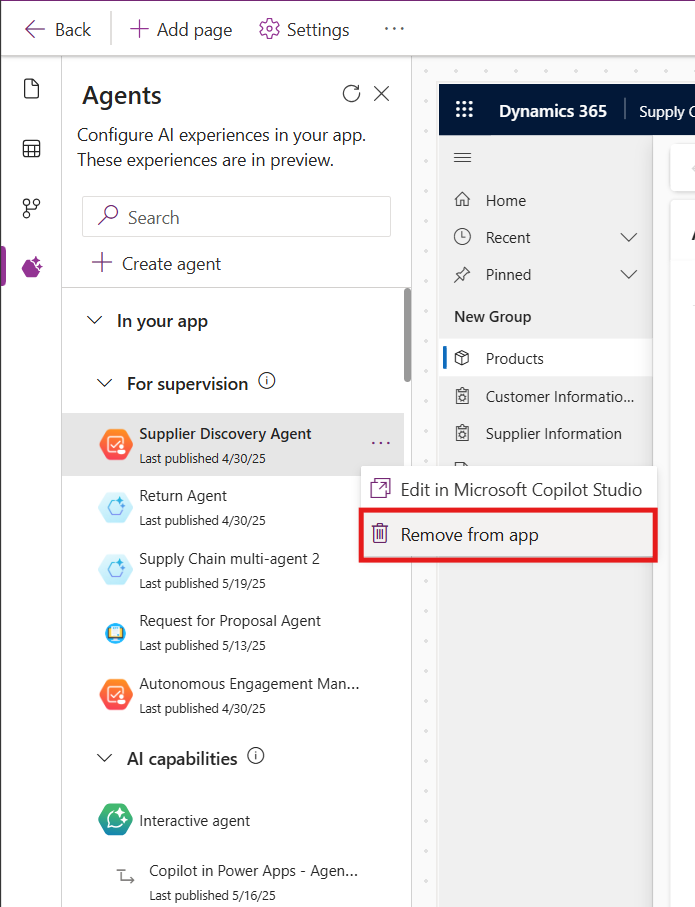 Back
Add page
Settings
...
Agents
Configure AI experiences in your app.
These experiences are in preview.
Search
Create agent
In your app
For supervision
Supplier Discovery Agent
...
Last published 4/30/25
Return Agent
Last published 4/30/25
Supply Chain multi-agent 2
Last published 5/19/25
Request for Proposal Agent
Last published 5/13/25
Autonomous Engagement Man...
Last published 4/30/25
AI capabilities
Interactive agent
Copilot in Power Apps - Agen...
Last published 5/16/25
Edit in Microsoft Copilot Studio
Remove from app
Dynamics 365
Supply
Home
Recent
Pinned
New Group
Products
Customer Informatio...
Supplier Information